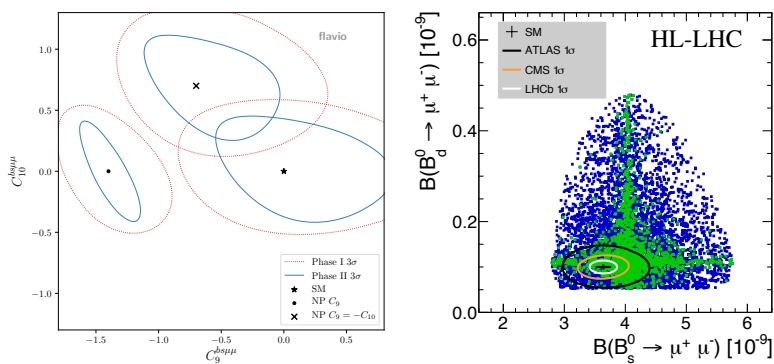 flavio
1.0
0.5
0.0
−0.5
−1.0
C_10^bsμμ
Phase I 3σ
Phase II 3σ
SM
NP C_9
NP C_9 = −C_10
−1.5
−1.0
−0.5
0.0
0.5
C_9^bsμμ
HL-LHC
SM
ATLAS 1σ
CMS 1σ
LHCb 1σ
0.6
0.4
0.2
0.0
B(B_d^0 → μ^+ μ^-) [10^-9]
2
3
4
5
6
B(B_s^0 → μ^+ μ^-) [10^-9]